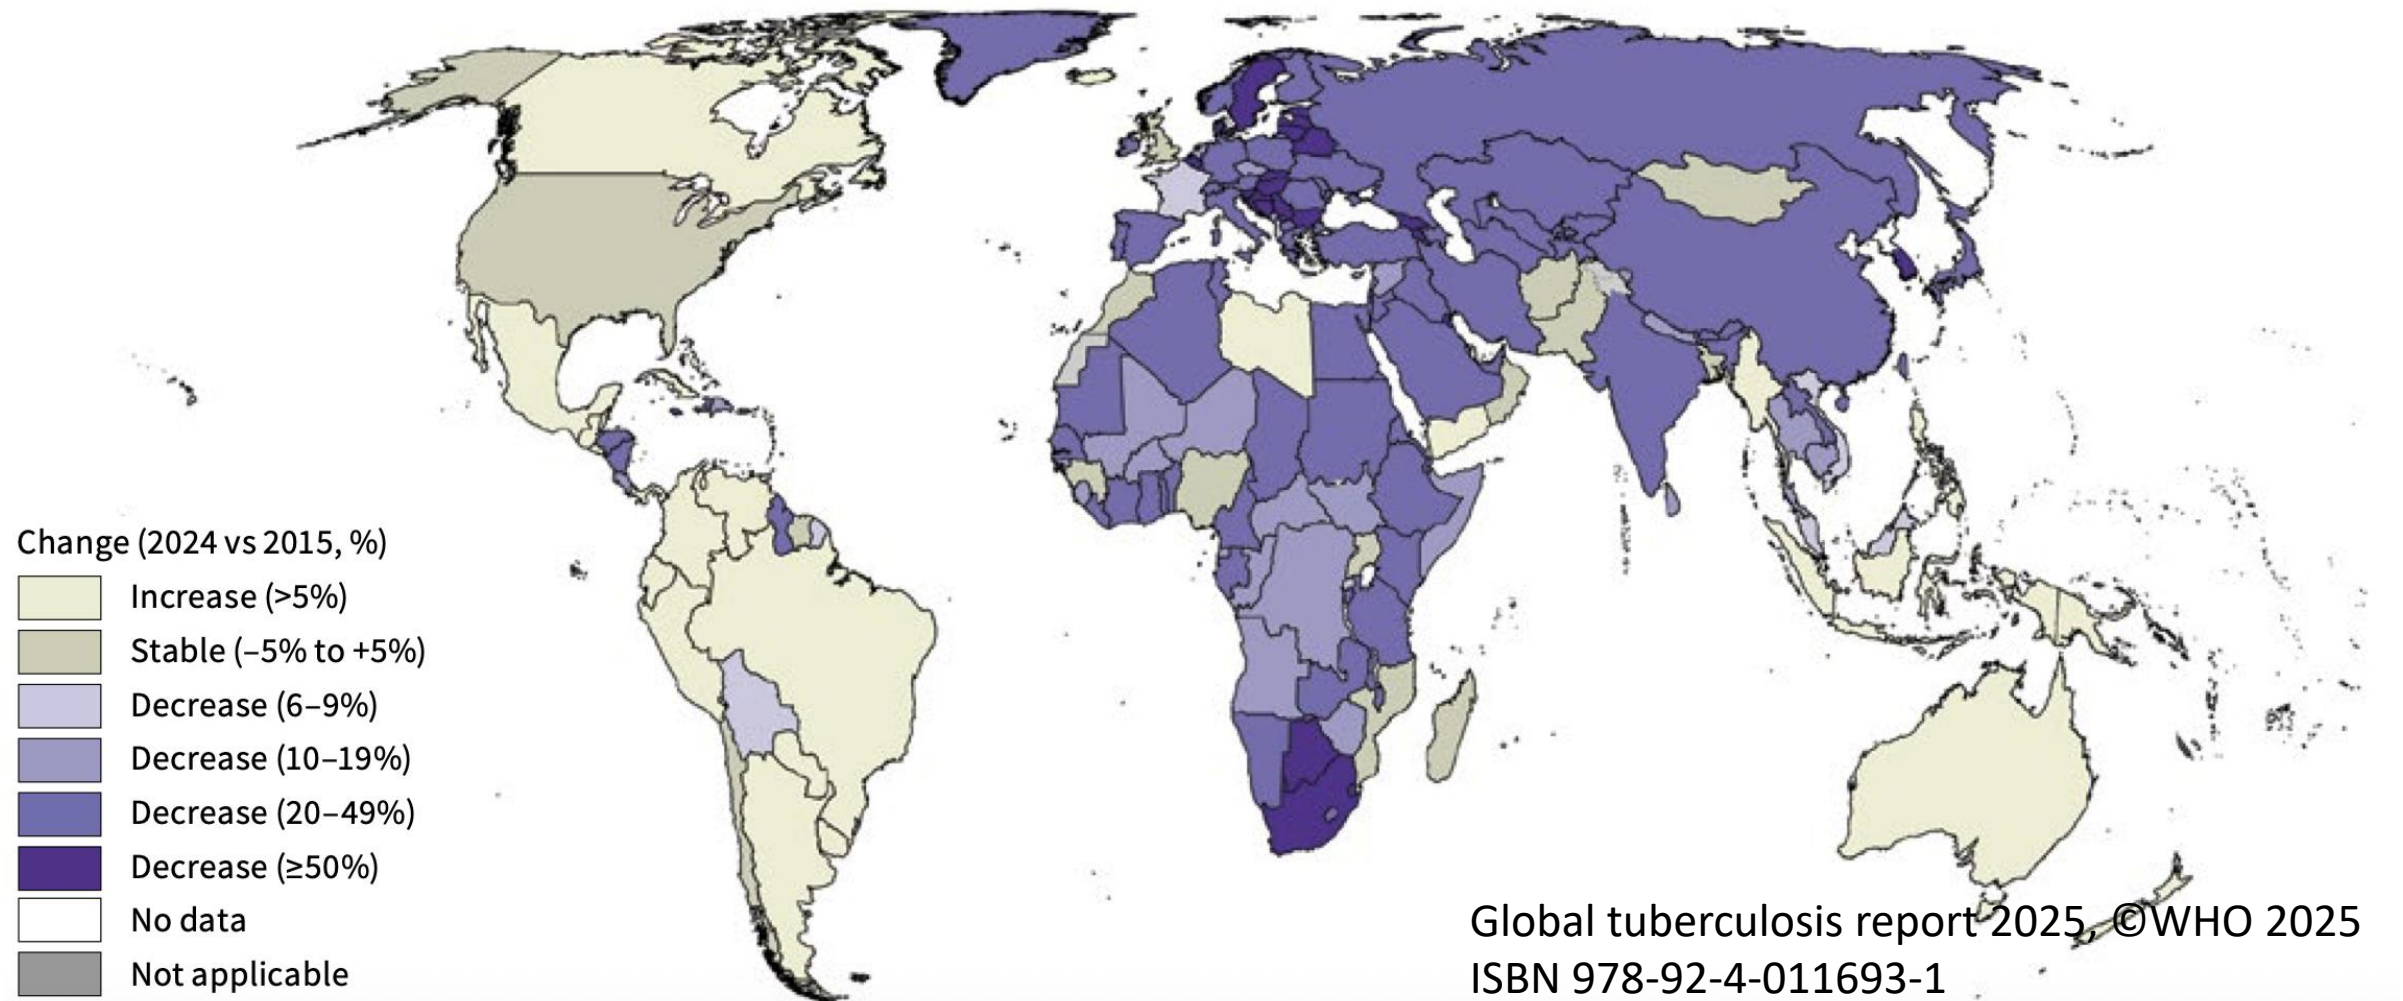 Change (2024 vs 2015, %)
Increase (>5%)
Stable (–5% to +5%)
Decrease (6–9%)
Decrease (10–19%)
Decrease (20–49%)
Decrease (≥50%)
No data
Not applicable
Global tuberculosis report 2025, ©WHO 2025
ISBN 978-92-4-011693-1